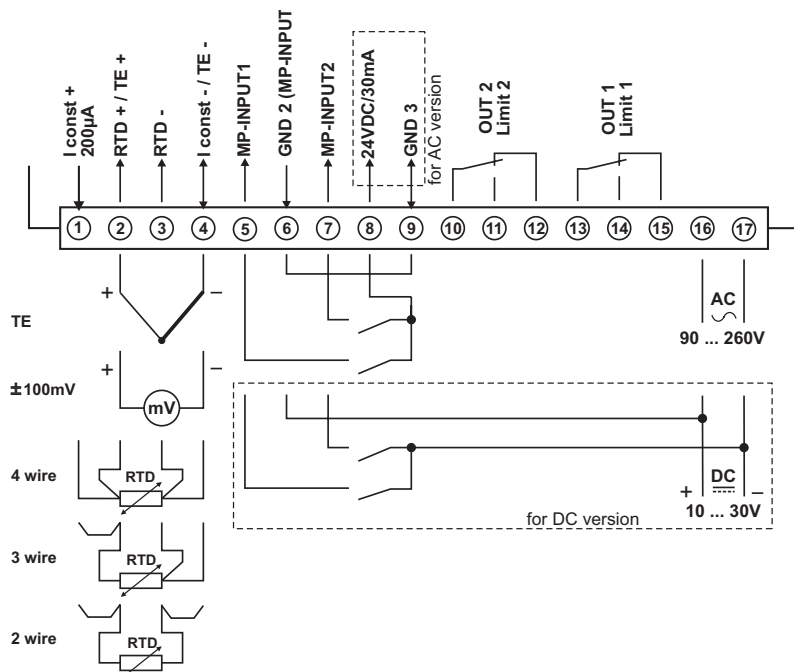 I const +
200µA
RTD + / TE +
RTD -
I const - / TE -
MP-INPUT1
GND 2 (MP-INPUT
MP-INPUT2
24VDC/30mA
GND 3
for AC version
OUT 2
Limit 2
OUT 1
Limit 1
1 2 3 4 5 6 7 8 9 10 11 12 13 14 15 16 17
+ −
TE
AC
90 ... 260V
+ −
±100mV
mV
4 wire
RTD
+ DC −
10 ... 30V
for DC version
3 wire
RTD
2 wire
RTD